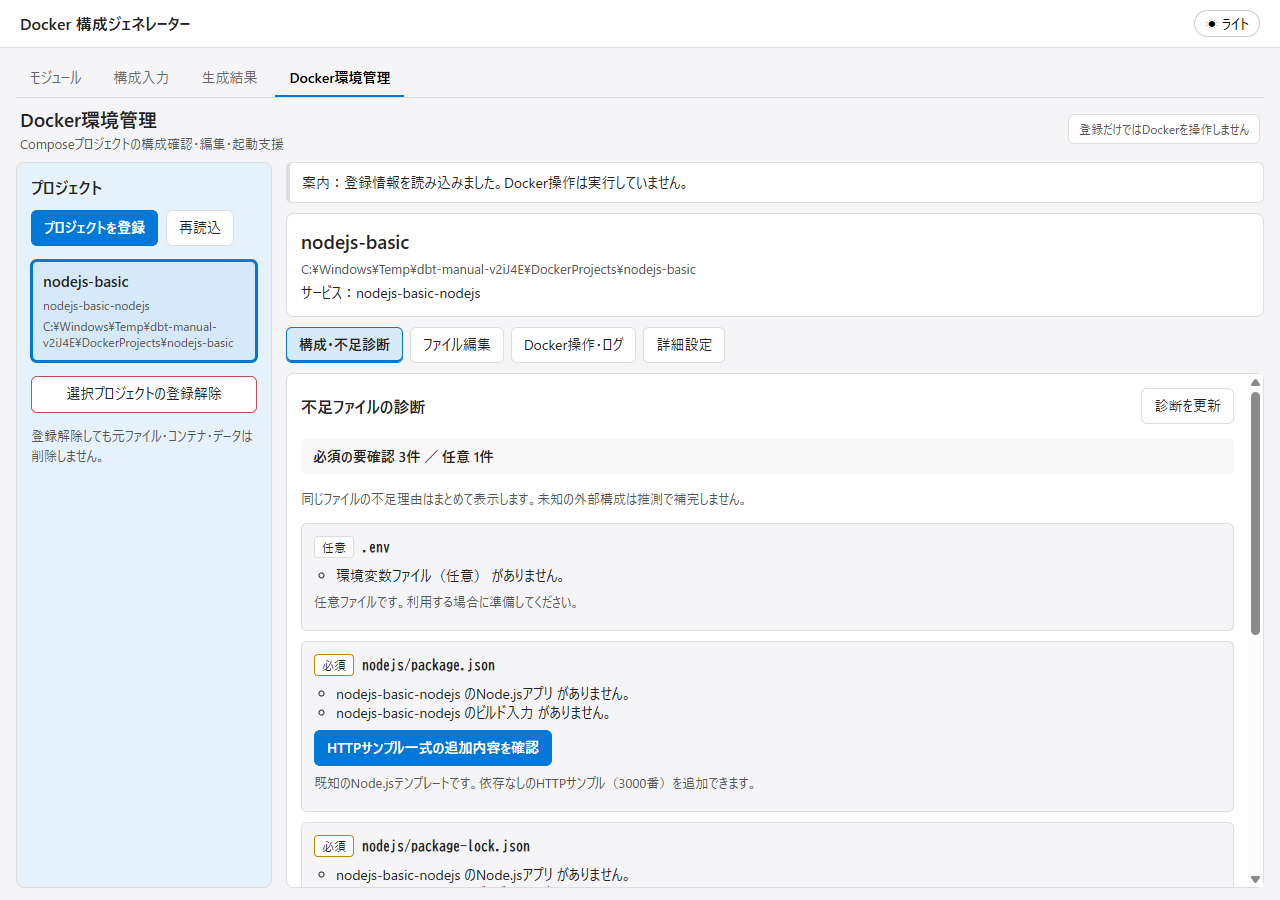 Docker 構成ジェネレーター
ライト
モジュール 構成入力 生成結果 Docker環境管理
Docker環境管理
Composeプロジェクトの構成確認・編集・起動支援
登録だけではDockerを操作しません
プロジェクト
プロジェクトを登録 再読込
nodejs-basic
nodejs-basic-nodejs
C:¥Windows¥Temp¥dbt-manual-
v2iJ4E¥DockerProjects¥nodejs-basic
選択プロジェクトの登録解除
登録解除しても元ファイル・コンテナ・データは
削除しません。
案内：登録情報を読み込みました。Docker操作は実行していません。
nodejs-basic
C:¥Windows¥Temp¥dbt-manual-v2iJ4E¥DockerProjects¥nodejs-basic
サービス：nodejs-basic-nodejs
構成・不足診断 ファイル編集 Docker操作・ログ 詳細設定
不足ファイルの診断
診断を更新
必須の要確認 3件 ／ 任意 1件
同じファイルの不足理由はまとめて表示します。未知の外部構成は推測で補完しません。
任意 .env
環境変数ファイル（任意） がありません。
任意ファイルです。利用する場合に準備してください。
必須 nodejs/package.json
nodejs-basic-nodejs のNode.jsアプリ がありません。
nodejs-basic-nodejs のビルド入力 がありません。
HTTPサンプル一式の追加内容を確認
既知のNode.jsテンプレートです。依存なしのHTTPサンプル（3000番）を追加できます。
必須 nodejs/package-lock.json
nodejs-basic-nodejs のNode.jsアプリ がありません。